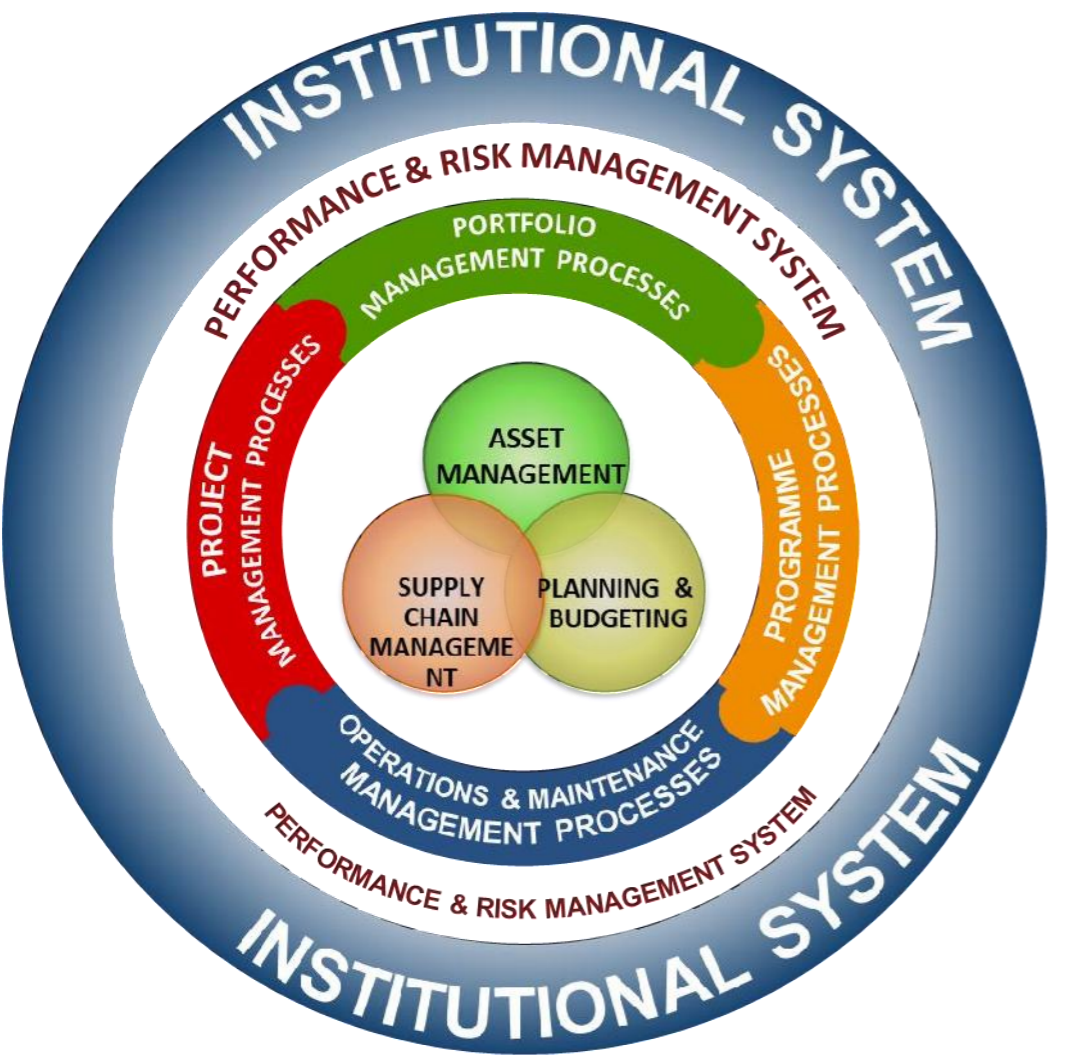 INSTITUTIONAL SYSTEM
PERFORMANCE & RISK MANAGEMENT SYSTEM
PORTFOLIO
MANAGEMENT PROCESSES
PROJECT
MANAGEMENT PROCESSES
PROGRAMME
MANAGEMENT PROCESSES
ASSET
MANAGEMENT
SUPPLY
CHAIN
MANAGEME
NT
PLANNING &
BUDGETING
OPERATIONS & MAINTENANCE
MANAGEMENT PROCESSES
PERFORMANCE & RISK MANAGEMENT SYSTEM
INSTITUTIONAL SYSTEM